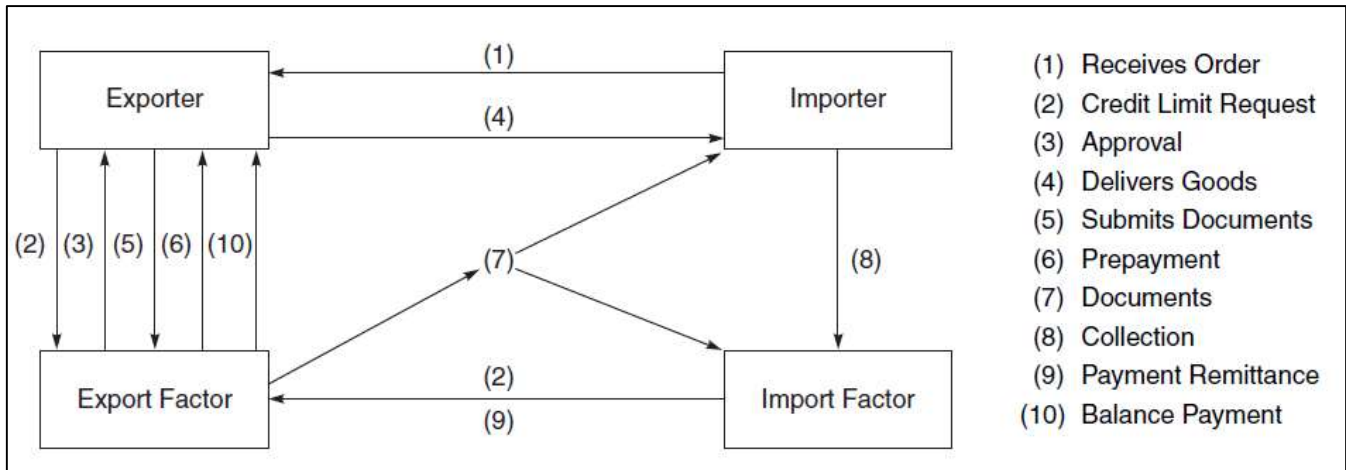 (1)
Exporter
Importer
(4)
(2) (3) (5) (6) (10)
(7)
(8)
Export Factor
(2)
(9)
Import Factor
(1) Receives Order
(2) Credit Limit Request
(3) Approval
(4) Delivers Goods
(5) Submits Documents
(6) Prepayment
(7) Documents
(8) Collection
(9) Payment Remittance
(10) Balance Payment